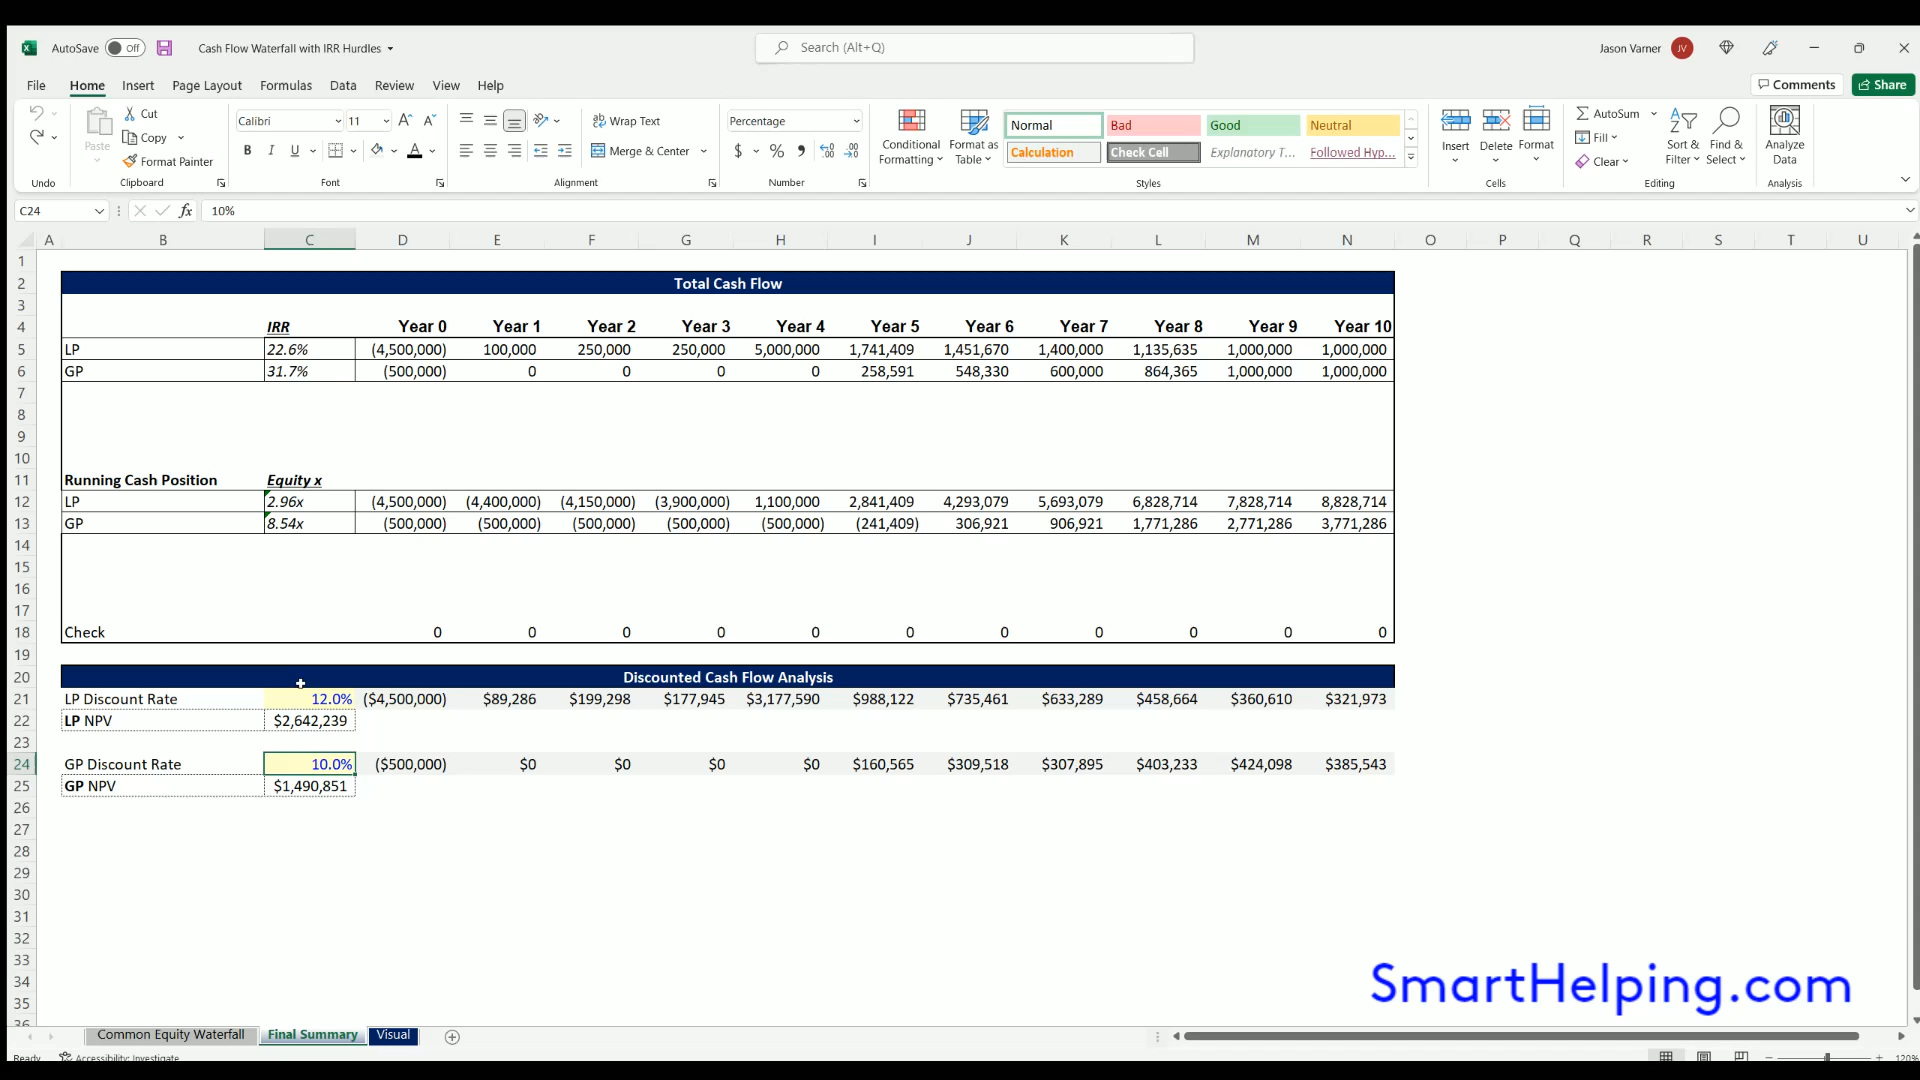 AutoSave Off Cash Flow Waterfall with IRR Hurdles Search (Alt+Q) Jason Varner JV
File Home Insert Page Layout Formulas Data Review View Help Comments Share
Cut Calibri 11 Wrap Text Percentage Normal Bad Good Neutral AutoSum
Paste Copy Format Painter B I U Merge & Center $ % Conditional Formatting Format as Table Calculation Check Cell Explanatory T... Followed Hyp... Insert Delete Format Fill Clear Sort & Filter Find & Select Analyze Data
Undo Clipboard Font Alignment Number Styles Cells Editing Analysis
C24 fx 10%
A B C D E F G H I J K L M N O P Q R S T U
1
2 Total Cash Flow
3
4 IRR Year 0 Year 1 Year 2 Year 3 Year 4 Year 5 Year 6 Year 7 Year 8 Year 9 Year 10
5 LP 22.6% (4,500,000) 100,000 250,000 250,000 5,000,000 1,741,409 1,451,670 1,400,000 1,135,635 1,000,000 1,000,000
6 GP 31.7% (500,000) 0 0 0 0 258,591 548,330 600,000 864,365 1,000,000 1,000,000
7
8
9
10
11 Running Cash Position Equity x
12 LP 2.96x (4,500,000) (4,400,000) (4,150,000) (3,900,000) 1,100,000 2,841,409 4,293,079 5,693,079 6,828,714 7,828,714 8,828,714
13 GP 8.54x (500,000) (500,000) (500,000) (500,000) (500,000) (241,409) 306,921 906,921 1,771,286 2,771,286 3,771,286
14
15
16
17
18 Check 0 0 0 0 0 0 0 0 0 0 0
19
20 Discounted Cash Flow Analysis
21 LP Discount Rate 12.0% ($4,500,000) $89,286 $199,298 $177,945 $3,177,590 $988,122 $735,461 $633,289 $458,664 $360,610 $321,973
22 LP NPV $2,642,239
23
24 GP Discount Rate 10.0% ($500,000) $0 $0 $0 $0 $160,565 $309,518 $307,895 $403,233 $424,098 $385,543
25 GP NPV $1,490,851
26
27
28
29
30
31
32
33
34
35
36
SmartHelping.com
Common Equity Waterfall Final Summary Visual
Ready Accessibility: Investigate 120%